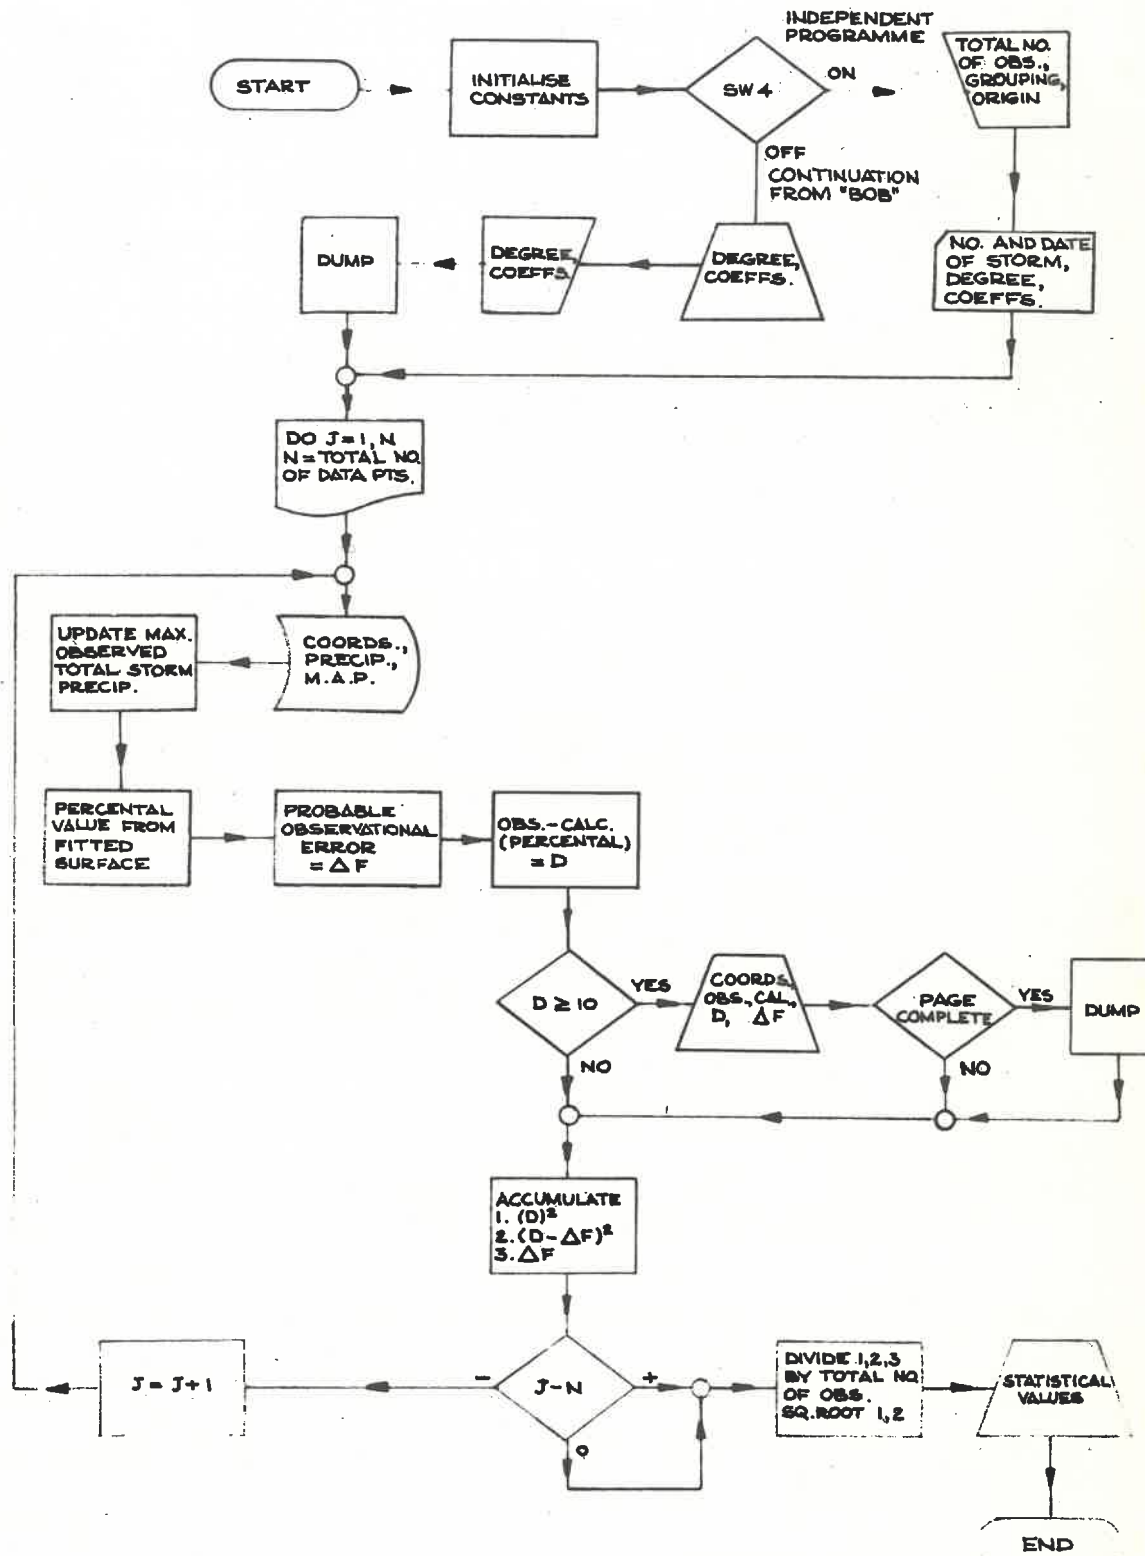 START
INITIALISE
CONSTANTS
SW4
INDEPENDENT
PROGRAMME
ON
TOTAL NO.
OF OBS.,
GROUPING,
ORIGIN
OFF
CONTINUATION
FROM "BOB"
DUMP
DEGREE,
COEFFS.
DEGREE,
COEFFS.
NO. AND DATE
OF STORM,
DEGREE,
COEFFS.
DO J=1, N
N=TOTAL NO.
OF DATA PTS.
UPDATE MAX.
OBSERVED
TOTAL STORM
PRECIP.
COORDS.,
PRECIP.,
M.A.P.
PERCENTAL
VALUE FROM
FITTED
SURFACE
PROBABLE
OBSERVATIONAL
ERROR
= ΔF
OBS.-CALC.
(PERCENTAL)
= D
D ≥ 10
YES
COORDS,
OBS., CAL.,
D, ΔF
PAGE
COMPLETE
YES
DUMP
NO
NO
ACCUMULATE
1. (D)²
2. (D-ΔF)²
3. ΔF
J = J+1
-
J-N
+
0
DIVIDE 1,2,3
BY TOTAL NO.
OF OBS.
SQ.ROOT 1,2
STATISTICAL
VALUES
END